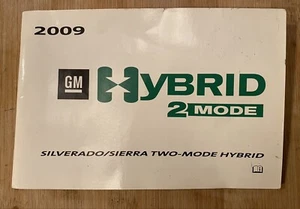 2009
GM HYBRID
2 MODE
SILVERADO/SIERRA TWO-MODE HYBRID